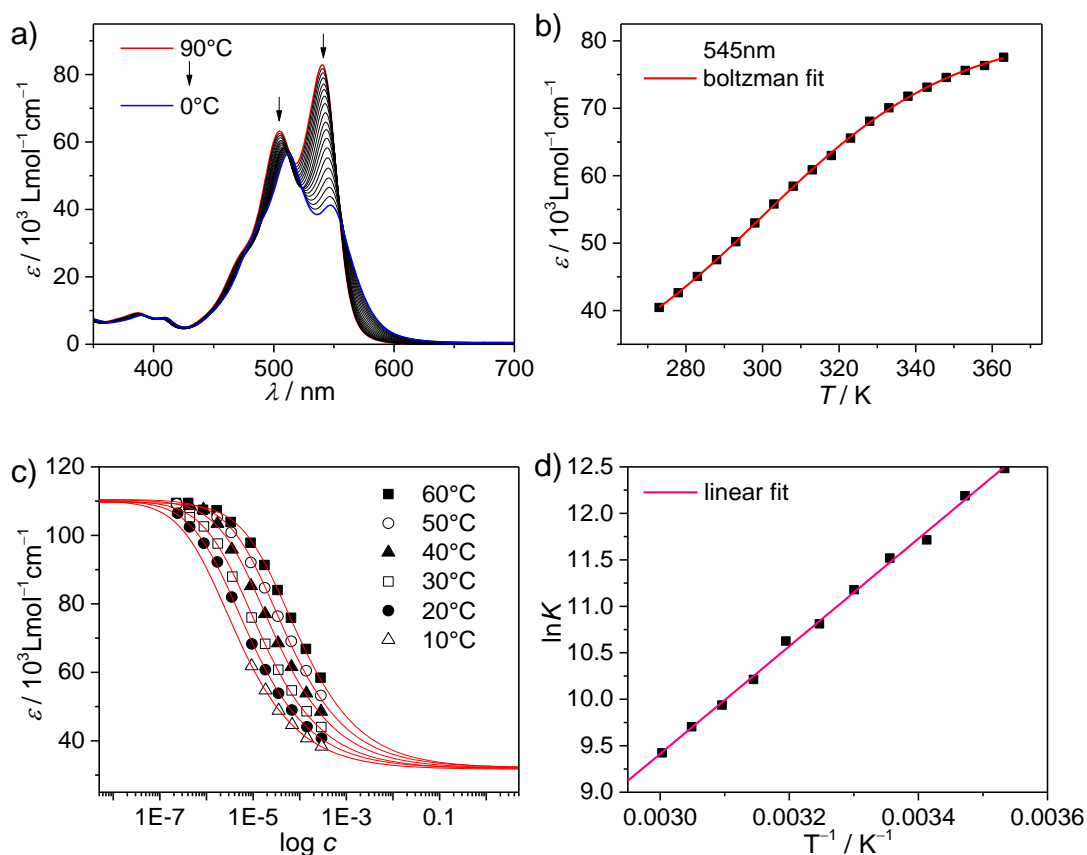 a)
90°C
0°C
80
60
40
20
0
ε / 10³ Lmol⁻¹cm⁻¹
400 500 600 700
λ / nm
b)
545nm
boltzman fit
80
70
60
50
40
ε / 10³Lmol⁻¹cm⁻¹
280 300 320 340 360
T / K
c)
60°C
50°C
40°C
30°C
20°C
10°C
120
100
80
60
40
ε / 10³Lmol⁻¹cm⁻¹
1E-7 1E-5 1E-3 0.1
log c
d)
linear fit
12.5
12.0
11.5
11.0
10.5
10.0
9.5
9.0
lnK
0.0030 0.0032 0.0034 0.0036
T⁻¹ / K⁻¹